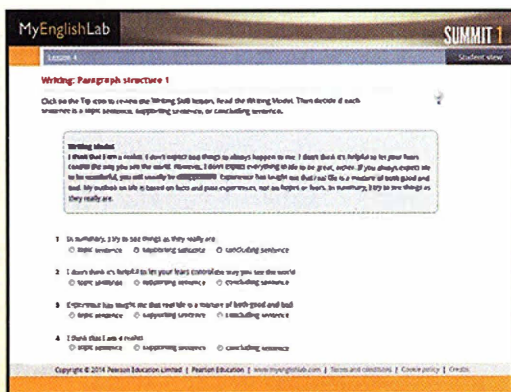 MyEnglishLab
SUMMIT 1
Lesson 4
Student view
Writing: Paragraph structure 1
Click on the Tip icon to review the Writing Skill lesson. Read the Writing Model. Then decide if each
sentence is a topic sentence, supporting sentence, or concluding sentence.
Writing Model
I think that I am a realist. I don't expect bad things to always happen to me. I don't think it's helpful to let your fears
control the way you see the world. However, I don't expect everything in life to be great, either. If you always expect life
to be wonderful, you will usually be Experience has taught me that real life is a mixture of both good and
bad. My outlook on life is based on facts and past experiences, not on hopes or fears. In summary, I try to see things as
they really are.
1 In summary, I try to see things as they really are
topic sentence supporting sentence concluding sentence
2 I don't think it's helpful to let your fears control the way you see the world
topic sentence supporting sentence concluding sentence
3 Experience has taught me that real life is a mixture of both good and bad
topic sentence supporting sentence concluding sentence
4 I think that I am a realist
topic sentence supporting sentence concluding sentence
Copyright © 2014 Pearson Education Limited | Pearson Education | www.myenglishlab.com | Terms and conditions | Cookie policy | Credits